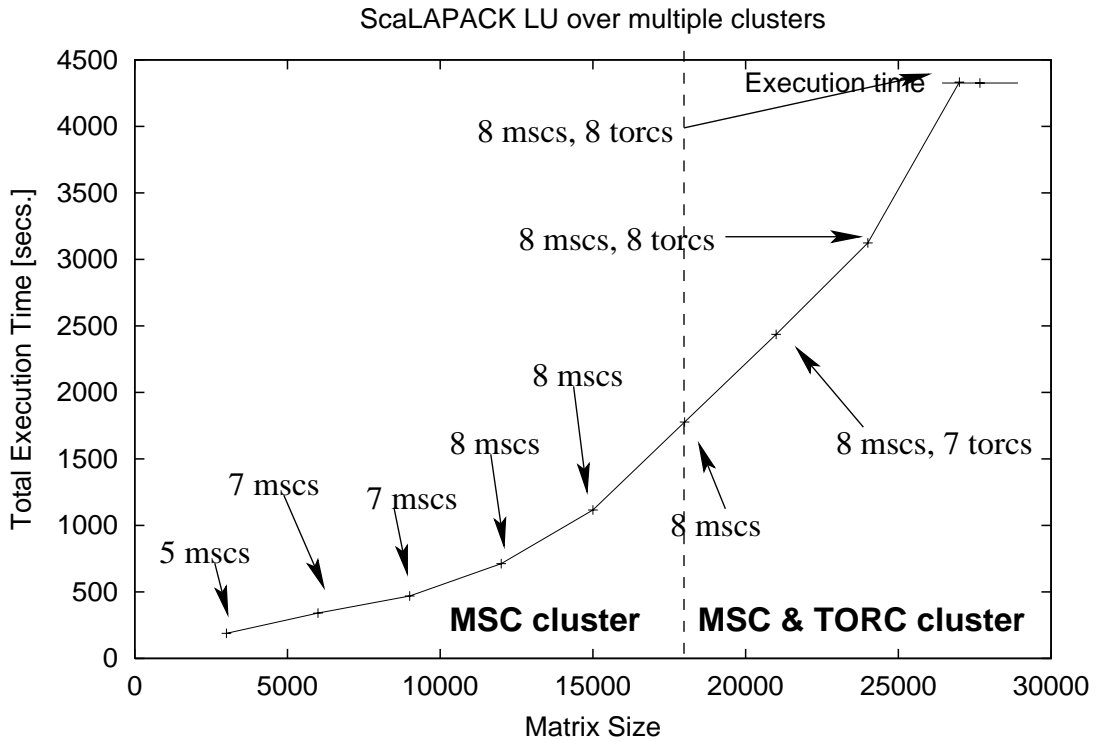 ScaLAPACK LU over multiple clusters
4500
4000
3500
3000
2500
2000
1500
1000
500
0
Total Execution Time [secs.]
Execution time
8 mscs, 8 torcs
8 mscs, 8 torcs
8 mscs
8 mscs
8 mscs, 7 torcs
7 mscs
7 mscs
8 mscs
5 mscs
MSC cluster
MSC & TORC cluster
0
5000
10000
15000
20000
25000
30000
Matrix Size